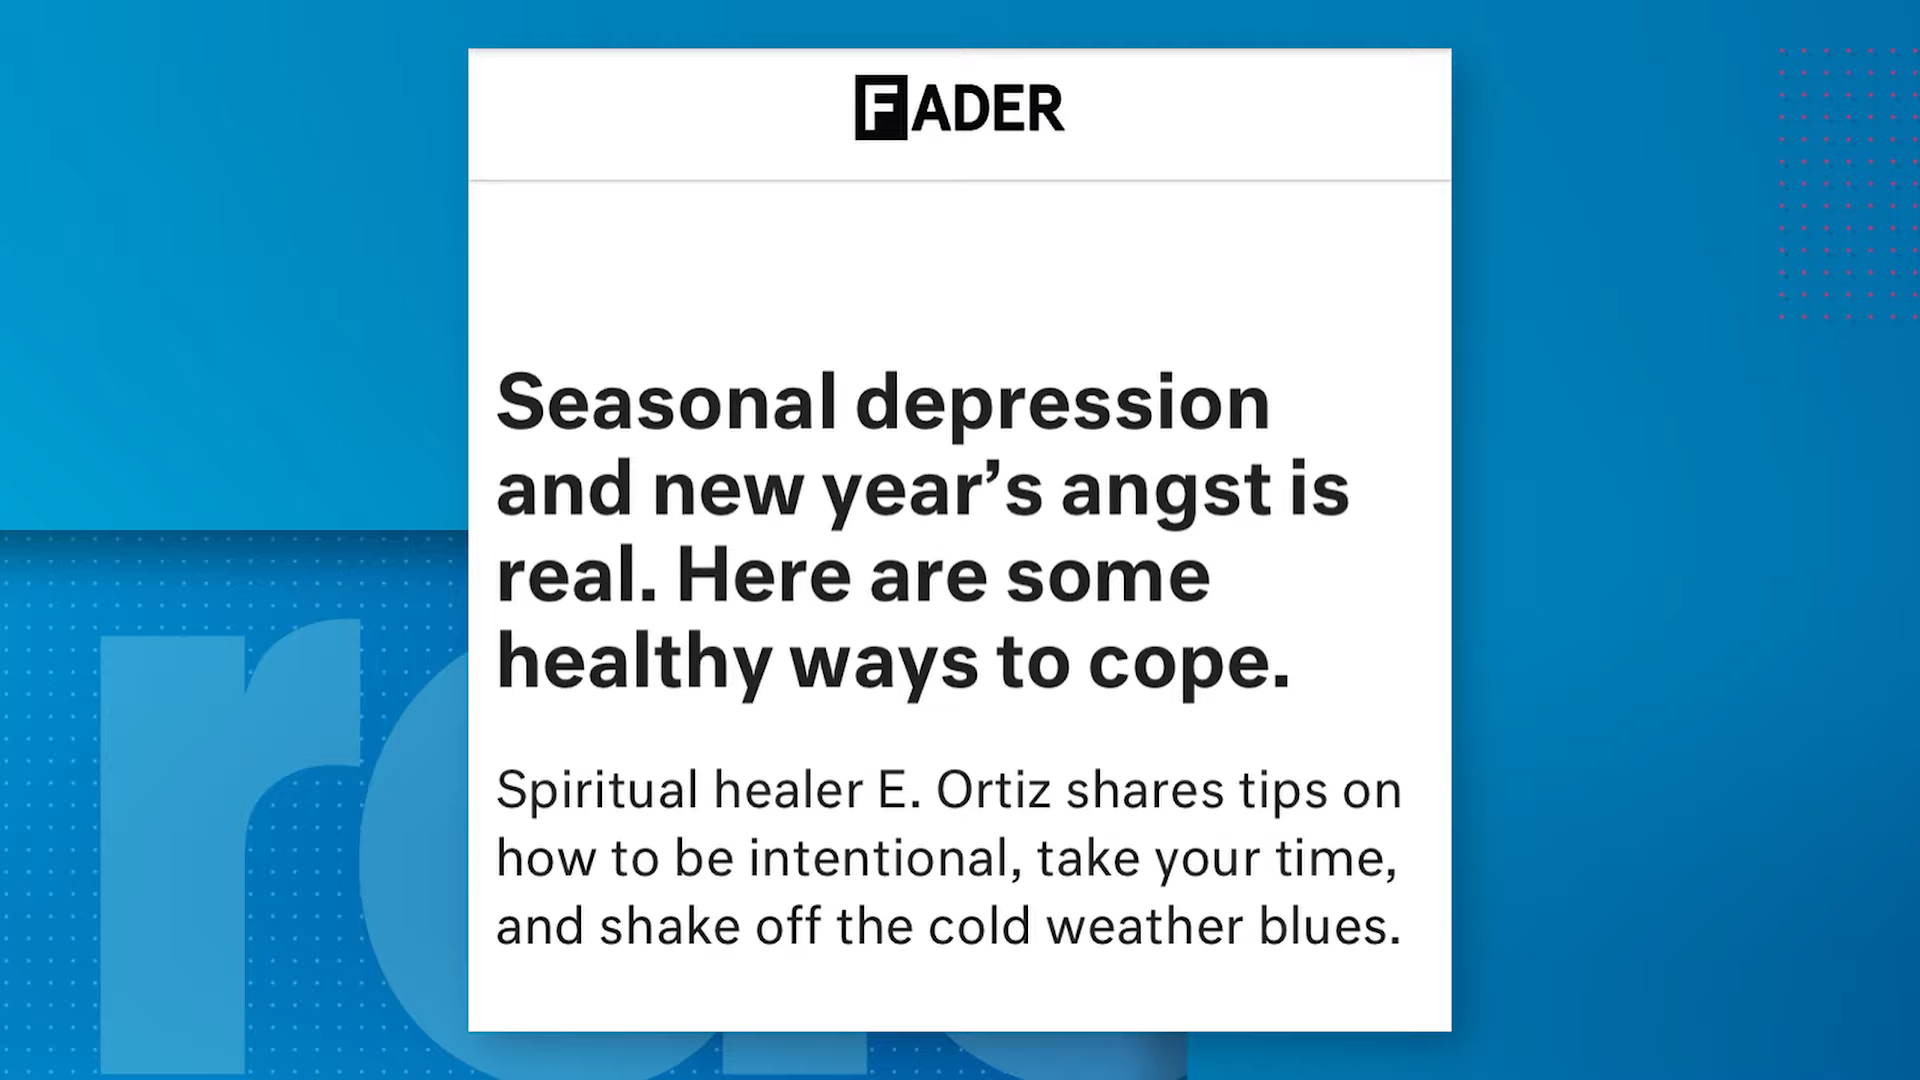 FADER
Seasonal depression
and new year’s angst is
real. Here are some
healthy ways to cope.
Spiritual healer E. Ortiz shares tips on
how to be intentional, take your time,
and shake off the cold weather blues.